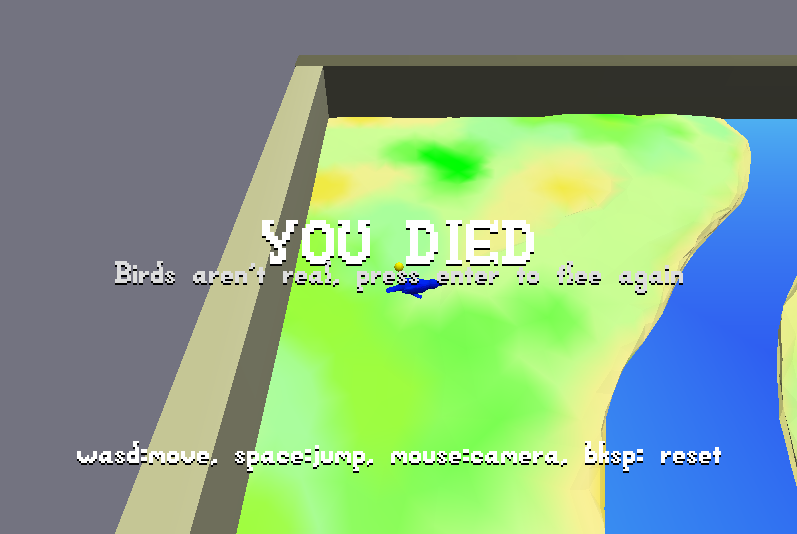 YOU DIED
Birds aren't real, press enter to flee again
wasd:move, space:jump, mouse:camera, bksp: reset